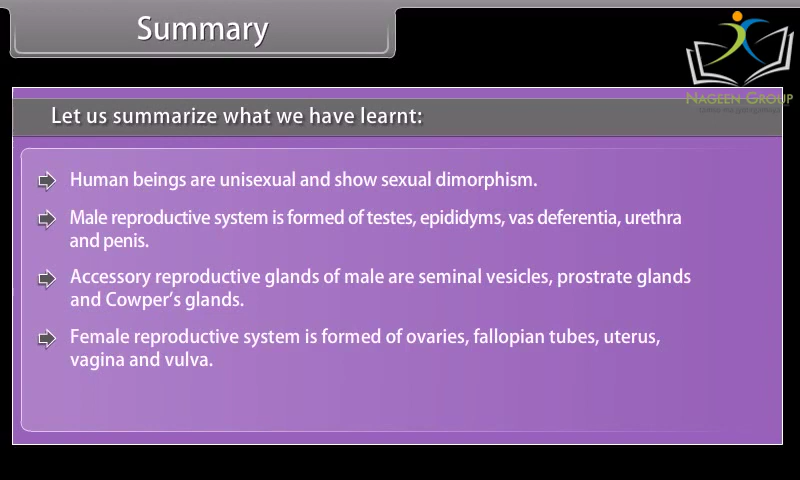 Summary
NAGEEN GROUP
Let us summarize what we have learnt:
Human beings are unisexual and show sexual dimorphism.
Male reproductive system is formed of testes, epididyms, vas deferentia, urethra
and penis.
Accessory reproductive glands of male are seminal vesicles, prostrate glands
and Cowper's glands.
Female reproductive system is formed of ovaries, fallopian tubes, uterus,
vagina and vulva.